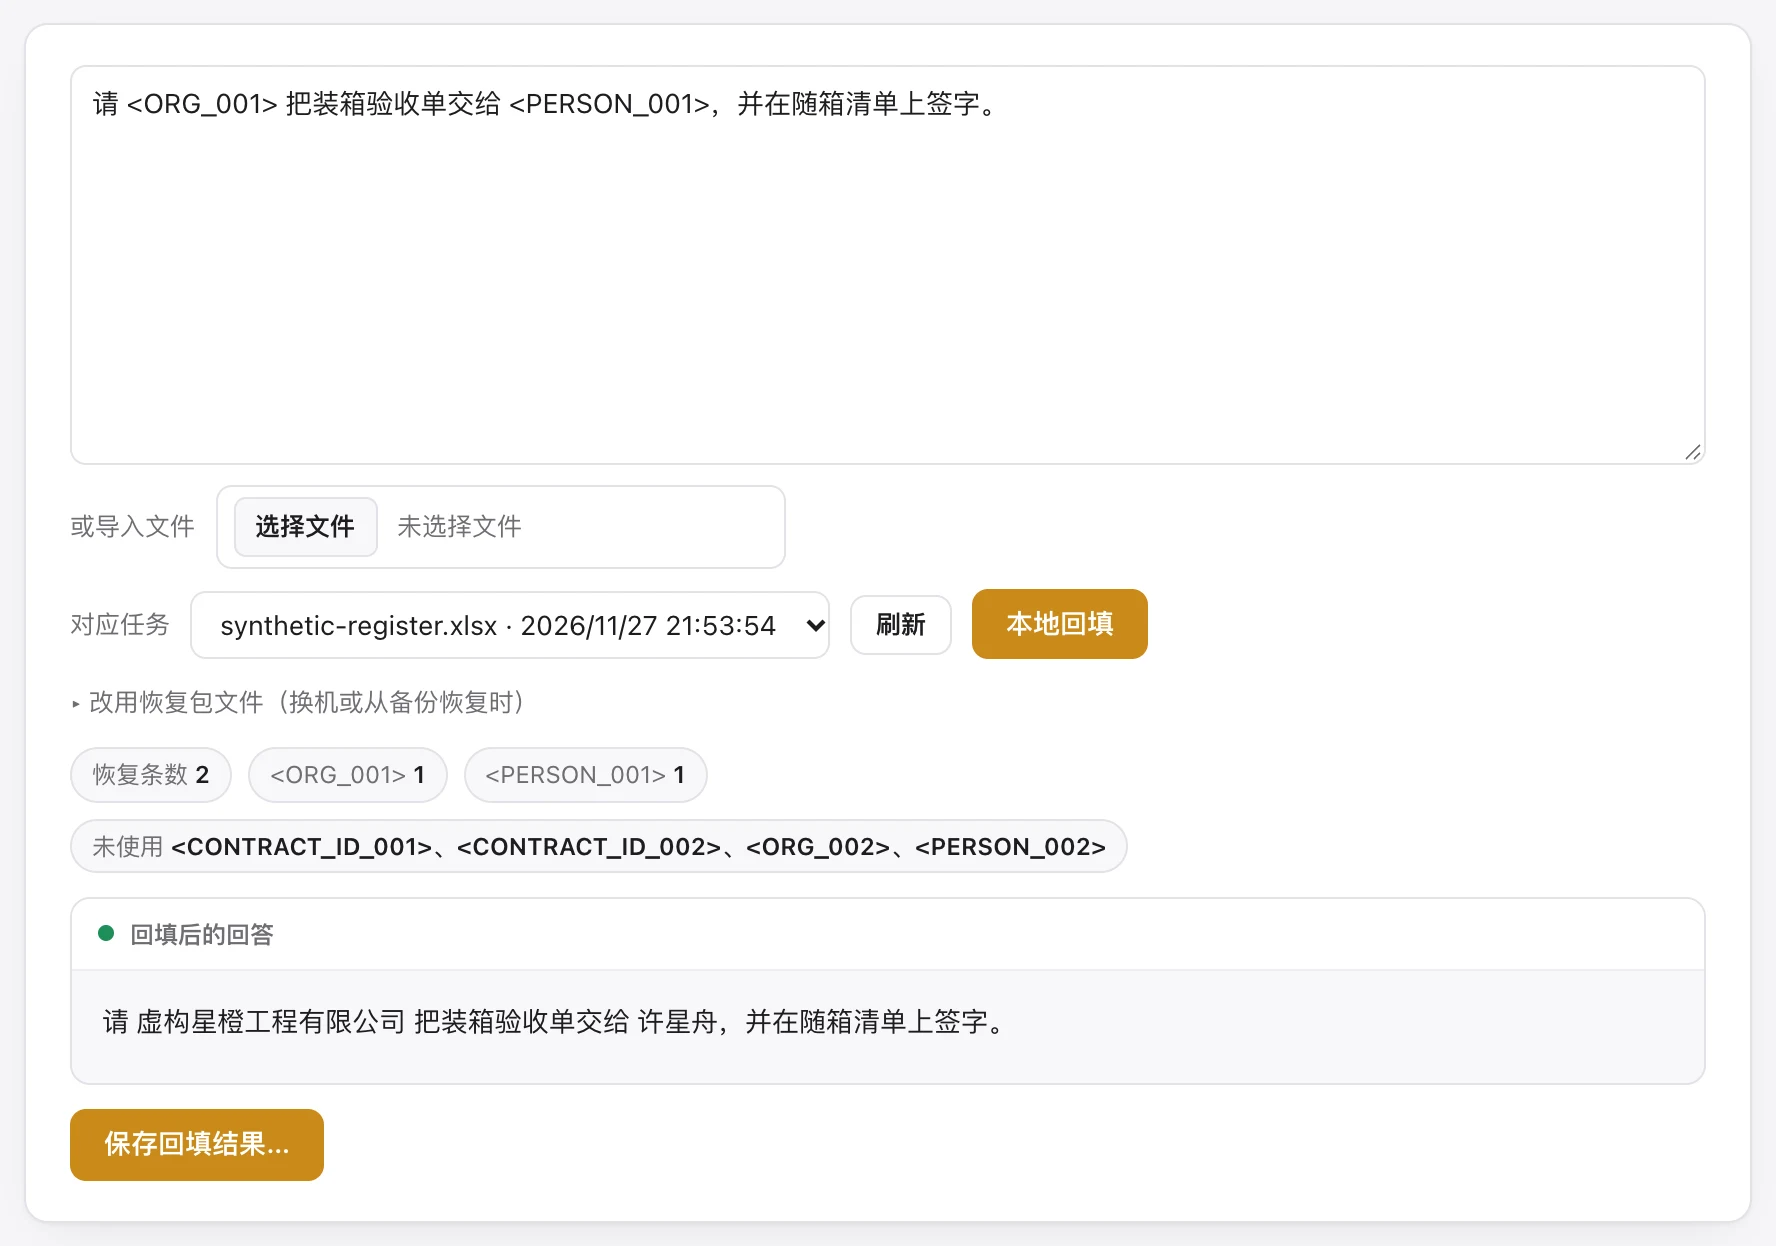 请 <ORG_001> 把装箱验收单交给 <PERSON_001>，并在随箱清单上签字。
或导入文件 选择文件 未选择文件
对应任务 synthetic-register.xlsx · 2026/11/27 21:53:54 刷新 本地回填
改用恢复包文件（换机或从备份恢复时）
恢复条数 2 <ORG_001> 1 <PERSON_001> 1
未使用 <CONTRACT_ID_001>、<CONTRACT_ID_002>、<ORG_002>、<PERSON_002>
回填后的回答
请 虚构星橙工程有限公司 把装箱验收单交给 许星舟，并在随箱清单上签字。
保存回填结果...